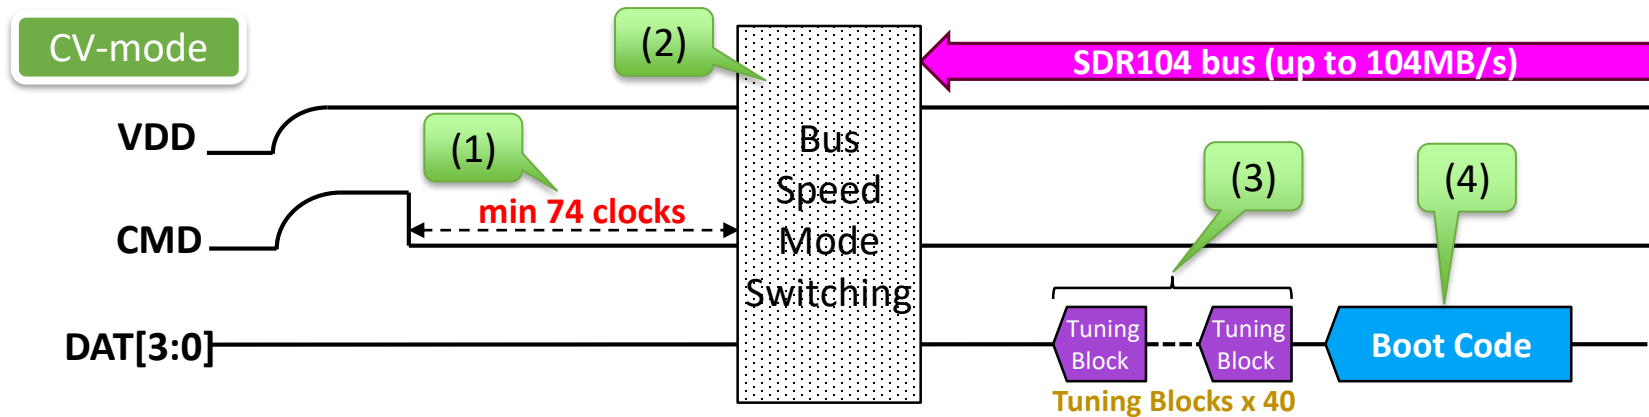 CV-mode
(2)
SDR104 bus (up to 104MB/s)
VDD
(1)
Bus
Speed
Mode
Switching
(3)
(4)
min 74 clocks
CMD
DAT[3:0]
Tuning
Block
Tuning
Block
Boot Code
Tuning Blocks x 40